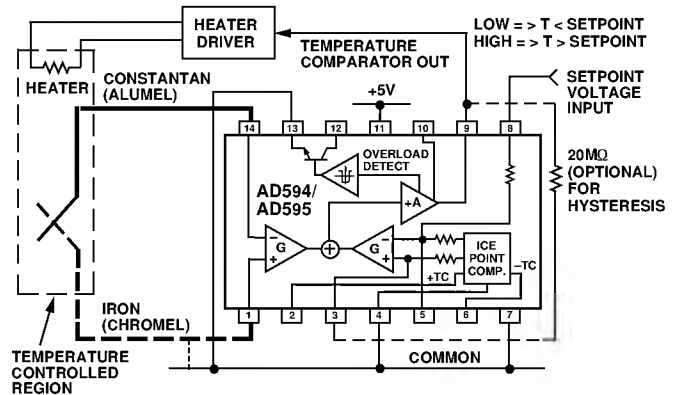 HEATER
DRIVER
LOW => T < SETPOINT
HIGH => T > SETPOINT
TEMPERATURE
COMPARATOR OUT
HEATER
CONSTANTAN
(ALUMEL)
+5V
SETPOINT
VOLTAGE
INPUT
14
13
12
11
10
9
8
OVERLOAD
DETECT
20MΩ
(OPTIONAL)
FOR
HYSTERESIS
AD594/
AD595
+A
– G +
+
G – +
ICE
POINT
COMP.
–TC
+TC
IRON
(CHROMEL)
1
2
3
4
5
6
7
COMMON
TEMPERATURE
CONTROLLED
REGION